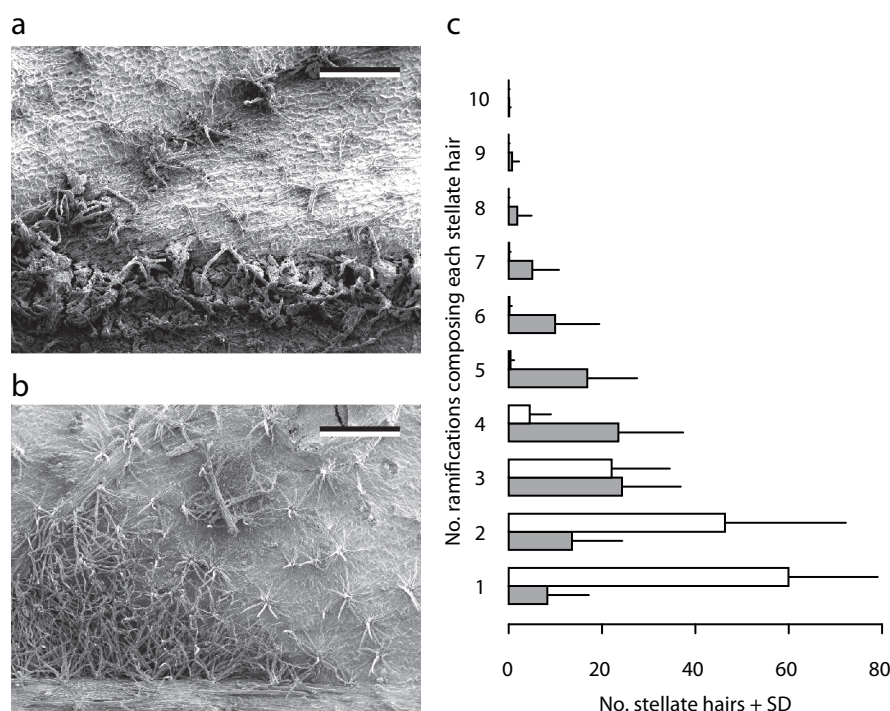 a
c
b
No. ramifications composing each stellate hair
10
9
8
7
6
5
4
3
2
1
0 20 40 60 80
No. stellate hairs + SD